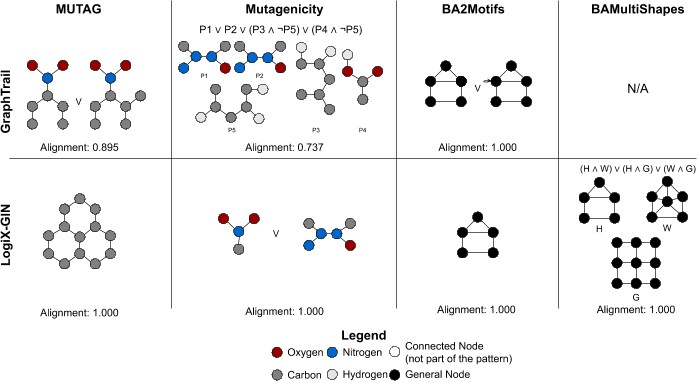 MUTAG
Mutagenicity
BA2Motifs
BAMultiShapes
GraphTrail
P1 ∨ P2 ∨ (P3 ∧ ¬P5) ∨ (P4 ∧ ¬P5)
V
P1
P2
P5
P3
P4
V
N/A
Alignment: 0.895
Alignment: 0.737
Alignment: 1.000
LogiX-GIN
(H ∧ W) ∨ (H ∧ G) ∨ (W ∧ G)
V
H
W
G
Alignment: 1.000
Alignment: 1.000
Alignment: 1.000
Alignment: 1.000
Legend
Oxygen
Nitrogen
Connected Node
(not part of the pattern)
Carbon
Hydrogen
General Node